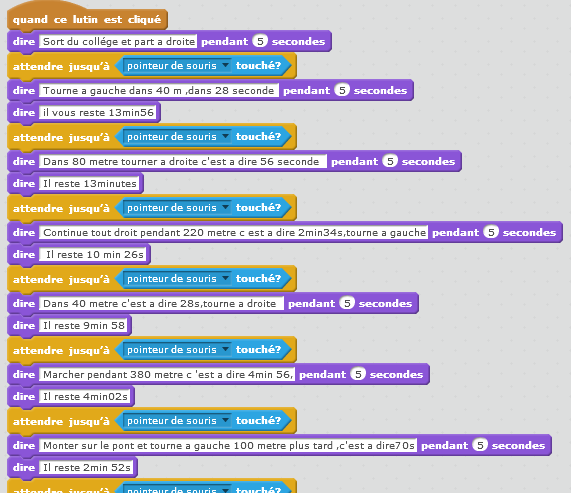 quand ce lutin est cliqué
dire Sort du collége et part a droite pendant 5 secondes
attendre jusqu'à pointeur de souris touché?
dire Tourne a gauche dans 40 m ,dans 28 seconde pendant 5 secondes
dire il vous reste 13min56
attendre jusqu'à pointeur de souris touché?
dire Dans 80 metre tourner a droite c'est a dire 56 seconde pendant 5 secondes
dire Il reste 13minutes
attendre jusqu'à pointeur de souris touché?
dire Continue tout droit pendant 220 metre c est a dire 2min34s,tourne a gauche pendant 5 secondes
dire Il reste 10 min 26s
attendre jusqu'à pointeur de souris touché?
dire Dans 40 metre c'est a dire 28s,tourne a droite pendant 5 secondes
dire Il reste 9min 58
attendre jusqu'à pointeur de souris touché?
dire Marcher pendant 380 metre c 'est a dire 4min 56, pendant 5 secondes
dire Il reste 4min02s
attendre jusqu'à pointeur de souris touché?
dire Monter sur le pont et tourne a gauche 100 metre plus tard ,c'est a dire70s pendant 5 secondes
dire Il reste 2min 52s
attendre jusqu'à pointeur de souris touché?